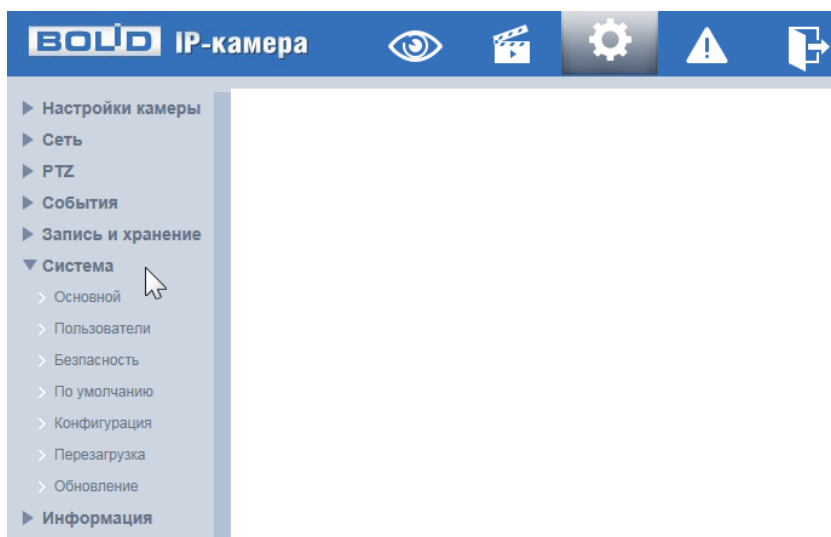 BOLID IP-камера
Настройки камеры
Сеть
PTZ
События
Запись и хранение
Система
Основной
Пользователи
Безпасность
По умолчанию
Конфигурация
Перезагрузка
Обновление
Информация